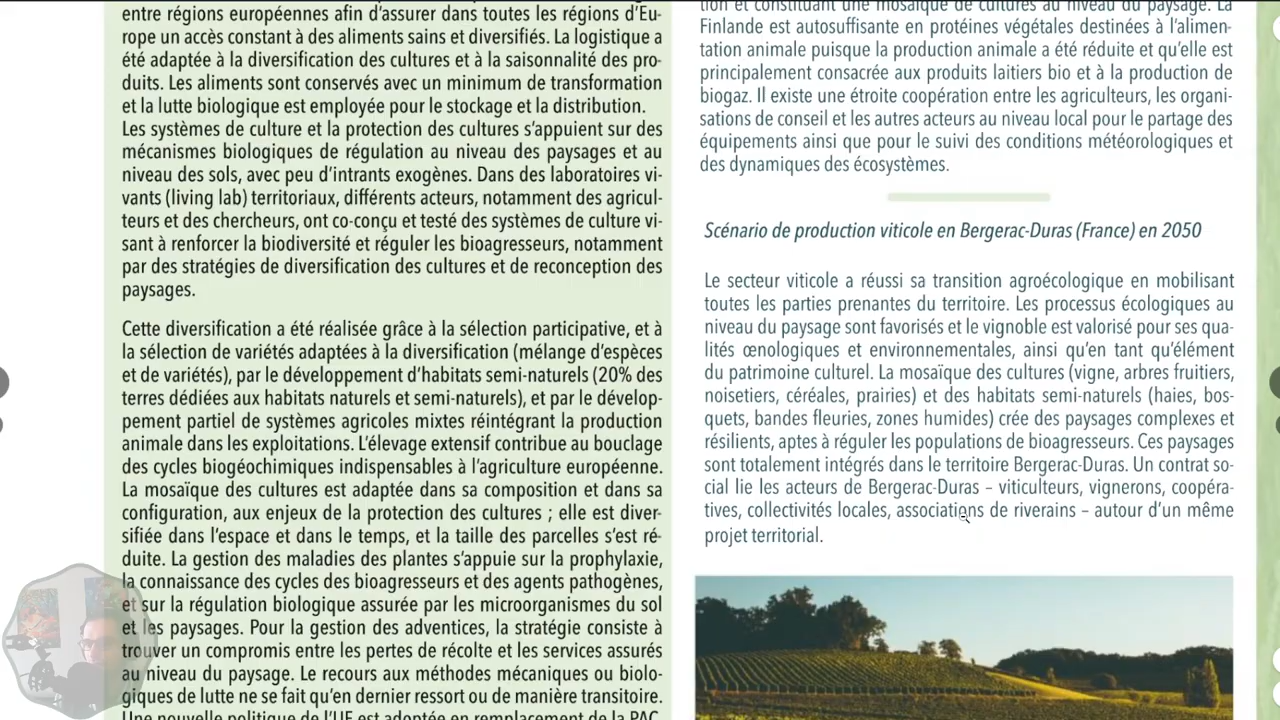 entre régions européennes afin d'assurer dans toutes les régions d'Eu-
rope un accès constant à des aliments sains et diversifiés. La logistique a
été adaptée à la diversification des cultures et à la saisonnalité des pro-
duits. Les aliments sont conservés avec un minimum de transformation
et la lutte biologique est employée pour le stockage et la distribution.
Les systèmes de culture et la protection des cultures s'appuient sur des
mécanismes biologiques de régulation au niveau des paysages et au
niveau des sols, avec peu d'intrants exogènes. Dans des laboratoires vi-
vants (living lab) territoriaux, différents acteurs, notamment des agricul-
teurs et des chercheurs, ont co-conçu et testé des systèmes de culture vi-
sant à renforcer la biodiversité et réguler les bioagresseurs, notamment
par des stratégies de diversification des cultures et de reconception des
paysages.
Cette diversification a été réalisée grâce à la sélection participative, et à
la sélection de variétés adaptées à la diversification (mélange d'espèces
et de variétés), par le développement d'habitats semi-naturels (20% des
terres dédiées aux habitats naturels et semi-naturels), et par le dévelop-
pement partiel de systèmes agricoles mixtes réintégrant la production
animale dans les exploitations. L'élevage extensif contribue au bouclage
des cycles biogéochimiques indispensables à l'agriculture européenne.
La mosaïque des cultures est adaptée dans sa composition et dans sa
configuration, aux enjeux de la protection des cultures ; elle est diver-
sifiée dans l'espace et dans le temps, et la taille des parcelles s'est ré-
duite. La gestion des maladies des plantes s'appuie sur la prophylaxie,
la connaissance des cycles des bioagresseurs et des agents pathogènes,
et sur la régulation biologique assurée par les microorganismes du sol
et les paysages. Pour la gestion des adventices, la stratégie consiste à
trouver un compromis entre les pertes de récolte et les services assurés
au niveau du paysage. Le recours aux méthodes mécaniques ou biolo-
giques de lutte ne se fait qu'en dernier ressort ou de manière transitoire.
Une nouvelle politique de l'UE est adoptée en remplacement de la PAC,
tion et constituant une mosaïque de cultures au niveau du paysage. La
Finlande est autosuffisante en protéines végétales destinées à l'alimen-
tation animale puisque la production animale a été réduite et qu'elle est
principalement consacrée aux produits laitiers bio et à la production de
biogaz. Il existe une étroite coopération entre les agriculteurs, les organi-
sations de conseil et les autres acteurs au niveau local pour le partage des
équipements ainsi que pour le suivi des conditions météorologiques et
des dynamiques des écosystèmes.
Scénario de production viticole en Bergerac-Duras (France) en 2050
Le secteur viticole a réussi sa transition agroécologique en mobilisant
toutes les parties prenantes du territoire. Les processus écologiques au
niveau du paysage sont favorisés et le vignoble est valorisé pour ses qua-
lités œnologiques et environnementales, ainsi qu'en tant qu'élément
du patrimoine culturel. La mosaïque des cultures (vigne, arbres fruitiers,
noisetiers, céréales, prairies) et des habitats semi-naturels (haies, bos-
quets, bandes fleuries, zones humides) crée des paysages complexes et
résilients, aptes à réguler les populations de bioagresseurs. Ces paysages
sont totalement intégrés dans le territoire Bergerac-Duras. Un contrat so-
cial lie les acteurs de Bergerac-Duras – viticulteurs, vignerons, coopéra-
tives, collectivités locales, associations de riverains – autour d'un même
projet territorial.